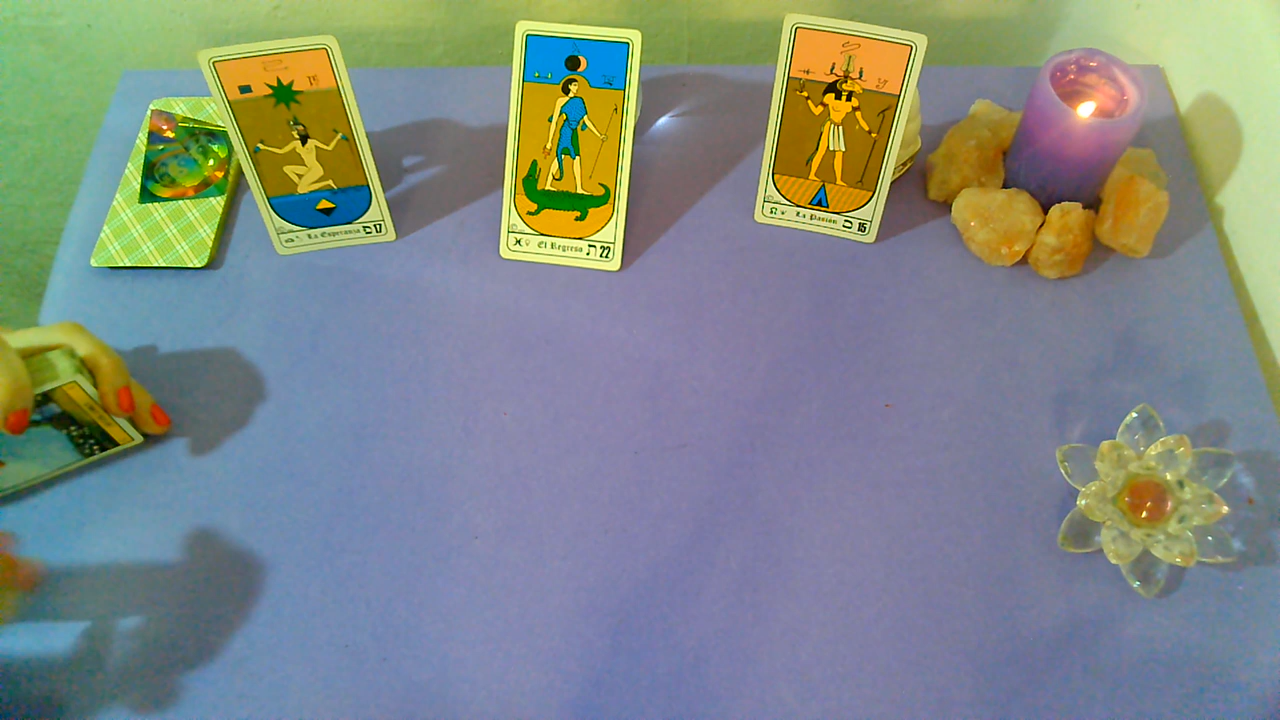 La Esperanza פ 17
El Regreso ת 22
La Pasión ס 15